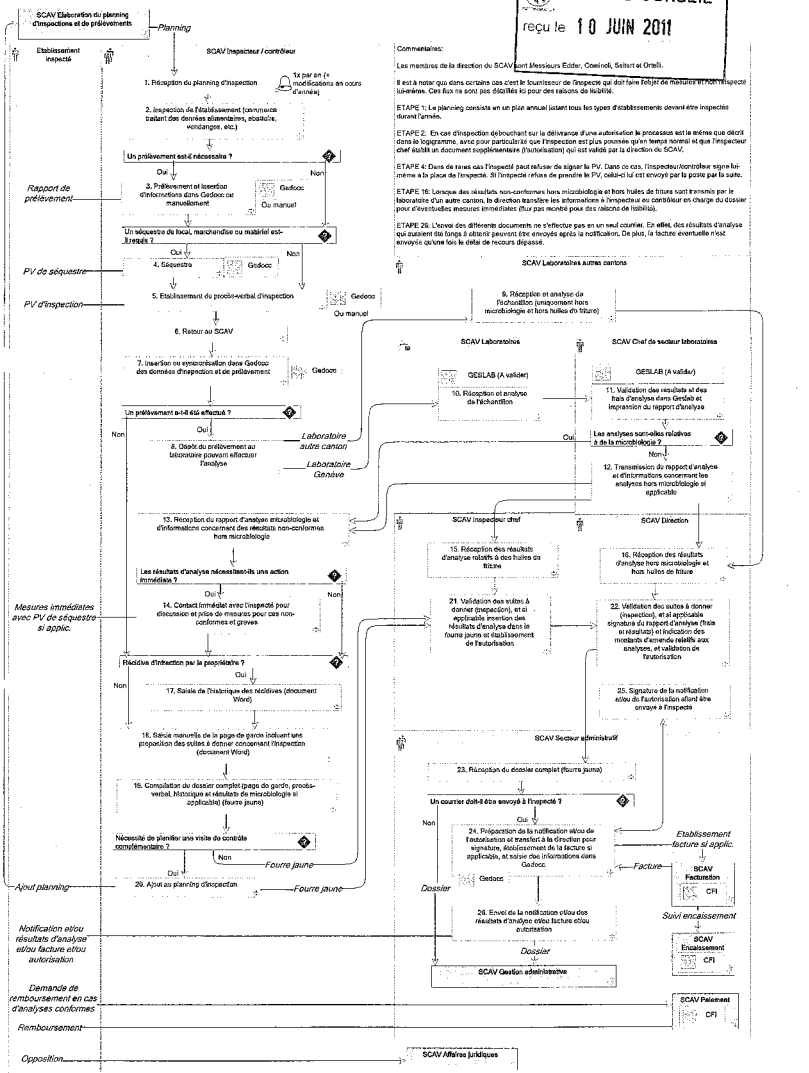 SCAV Elaboration du planning
d'inspections et de prélèvements
Planning
reçu le 10 JUIN 2011
Etablissement
inspecté
SCAV Inspecteur / contrôleur
1. Réception du planning d'inspection
1x par an (+
modifications en cours
d'année)
2. Inspection de l'établissement (commerce
traitant des denrées alimentaires, abattoire,
vendanges, etc.)
Un prélèvement est-il nécessaire ?
Oui
Non
Rapport de
prélèvement
3. Prélèvement et insertion
d'informations dans Gedocc ou
manuellement
Gedocc
Ou manuel
Un séquestre de local, marchandise ou matériel est-
il requis ?
Oui
Non
PV de séquestre
4. Séquestre
Gedocc
PV d'inspection
5. Etablissement du procès-verbal d'inspection
Gedocc
Ou manuel
6. Retour au SCAV
7. Insertion ou syncronisation dans Gedocc
des données d'inspection et de prélèvement
Gedocc
Un prélèvement a-t-il été effectué ?
Non
Oui
8. Dépôt du prélèvement au
laboratoire pouvant effectuer
l'analyse
Laboratoire
autre canton
Laboratoire
Genève
13. Réception du rapport d'analyse microbiologie et
d'informations concernant des résultats non-conformes
hors microbiologie
Les résultats d'analyse nécessitent-ils une action
immédiate ?
Oui
Non
Mesures immédiates
avec PV de séquestre
si applic.
14. Contact immédiat avec l'inspecté pour
discussion et prise de mesures pour cas non-
conformes et graves
Récidive d'infraction par le propriétaire ?
Non
Oui
17. Saisie de l'historique des récidives (document
Word)
18. Saisie manuelle de la page de garde incluant une
proposition des suites à donner concernant l'inspection
(document Word)
19. Compilation du dossier complet (page de garde, procès-
verbal, historique et résultats de microbiologie si
applicable) (fourre jaune)
Nécessité de planifier une visite de contrôle
complémentaire ?
Oui
Non
Fourre jaune
Ajout planning
20. Ajout au planning d'inspection
Fourre jaune
Commentaires:
Les membres de la direction du SCAV sont Messieurs Edder, Cominoli, Seitert et Ortelli.
Il est à noter que dans certains cas c'est le fournisseur de l'inspecté qui doit faire l'objet de mesures et non l'inspecté
lui-même. Ces flux ne sont pas détaillés ici pour des raisons de lisibilité.
ETAPE 1: Le planning consiste en un plan annuel listant tous les types d'établissements devant être inspectés
durant l'année.
ETAPE 2: En cas d'inspection débouchant sur la délivrance d'une autorisation le processus est le même que décrit
dans le logigramme, avec pour particularité que l'inspection est plus poussée qu'en temps normal et que l'inspecteur
chef établit un document supplémentaire (l'autorisation) qui est validé par la direction du SCAV.
ETAPE 4: Dans de rares cas l'inspecté peut refuser de signer le PV. Dans ce cas, l'inspecteur/contrôleur signe lui-
même à la place de l'inspecté. Si l'inspecté refuse de prendre le PV, celui-ci lui est envoyé par la poste par la suite.
ETAPE 16: Lorsque des résultats non-conformes hors microbiologie et hors huiles de friture sont transmis par le
laboratoire d'un autre canton, la direction transfère les informations à l'inspecteur ou contrôleur en charge du dossier
pour d'éventuelles mesures immédiates (flux pas montré pour des raisons de lisibilité).
ETAPE 26: L'envoi des différents documents ne s'effectue pas en un seul courrier. En effet, des résultats d'analyse
qui auraient été longs à obtenir peuvent être envoyés après la notification. De plus, la facture éventuelle n'est
envoyée qu'une fois le délai de recours dépassé.
SCAV Laboratoires autres cantons
9. Réception et analyse de
l'échantillon (uniquement hors
microbiologie et hors huiles de friture)
SCAV Laboratoires
GESLAB (A valider)
10. Réception et analyse
de l'échantillon
SCAV Chef de secteur laboratoires
GESLAB (A valider)
11. Validation des résultats et des
frais d'analyse dans Geslab et
impression du rapport d'analyse
Oui
Les analyses sont-elles relatives
à de la microbiologie ?
Non
12. Transmission du rapport d'analyse
et d'informations concernant les
analyses hors microbiologie si
applicable
SCAV Inspecteur chef
15. Réception des résultats
d'analyse relatifs à des huiles de
friture
21. Validation des suites à
donner (inspection), et si
applicable insertion des
résultats d'analyse dans la
fourre jaune et établissement
de l'autorisation
SCAV Direction
16. Réception des résultats
d'analyse hors microbiologie et
hors huiles de friture
22. Validation des suites à donner
(inspection), et si applicable
signature du rapport d'analyse (frais
et résultats) et indication des
montants d'amende relatifs aux
analyses, et validation de
l'autorisation
25. Signature de la notification
et/ou de l'autorisation allant être
envoyé à l'inspecté
SCAV Secteur administratif
23. Réception du dossier complet (fourre jaune)
Un courrier doit-il être envoyé à l'inspecté ?
Non
Oui
24. Préparation de la notification et/ou de
l'autorisation et transfert à la direction pour
signature, établissement de la facture si
applicable, et saisie des informations dans
Gedocc
Gedocc
Dossier
Etablissement
facture si applic.
Facture
SCAV
Facturation
CFI
Suivi encaissement
26. Envoi de la notification et/ou des
résultats d'analyse et/ou facture et/ou
autorisation
SCAV
Encaissement
CFI
Dossier
SCAV Gestion administrative
Notification et/ou
résultats d'analyse
et/ou facture et/ou
autorisation
Demande de
remboursement en cas
d'analyses conformes
SCAV Paiement
CFI
Remboursement
Opposition
SCAV Affaires juridiques